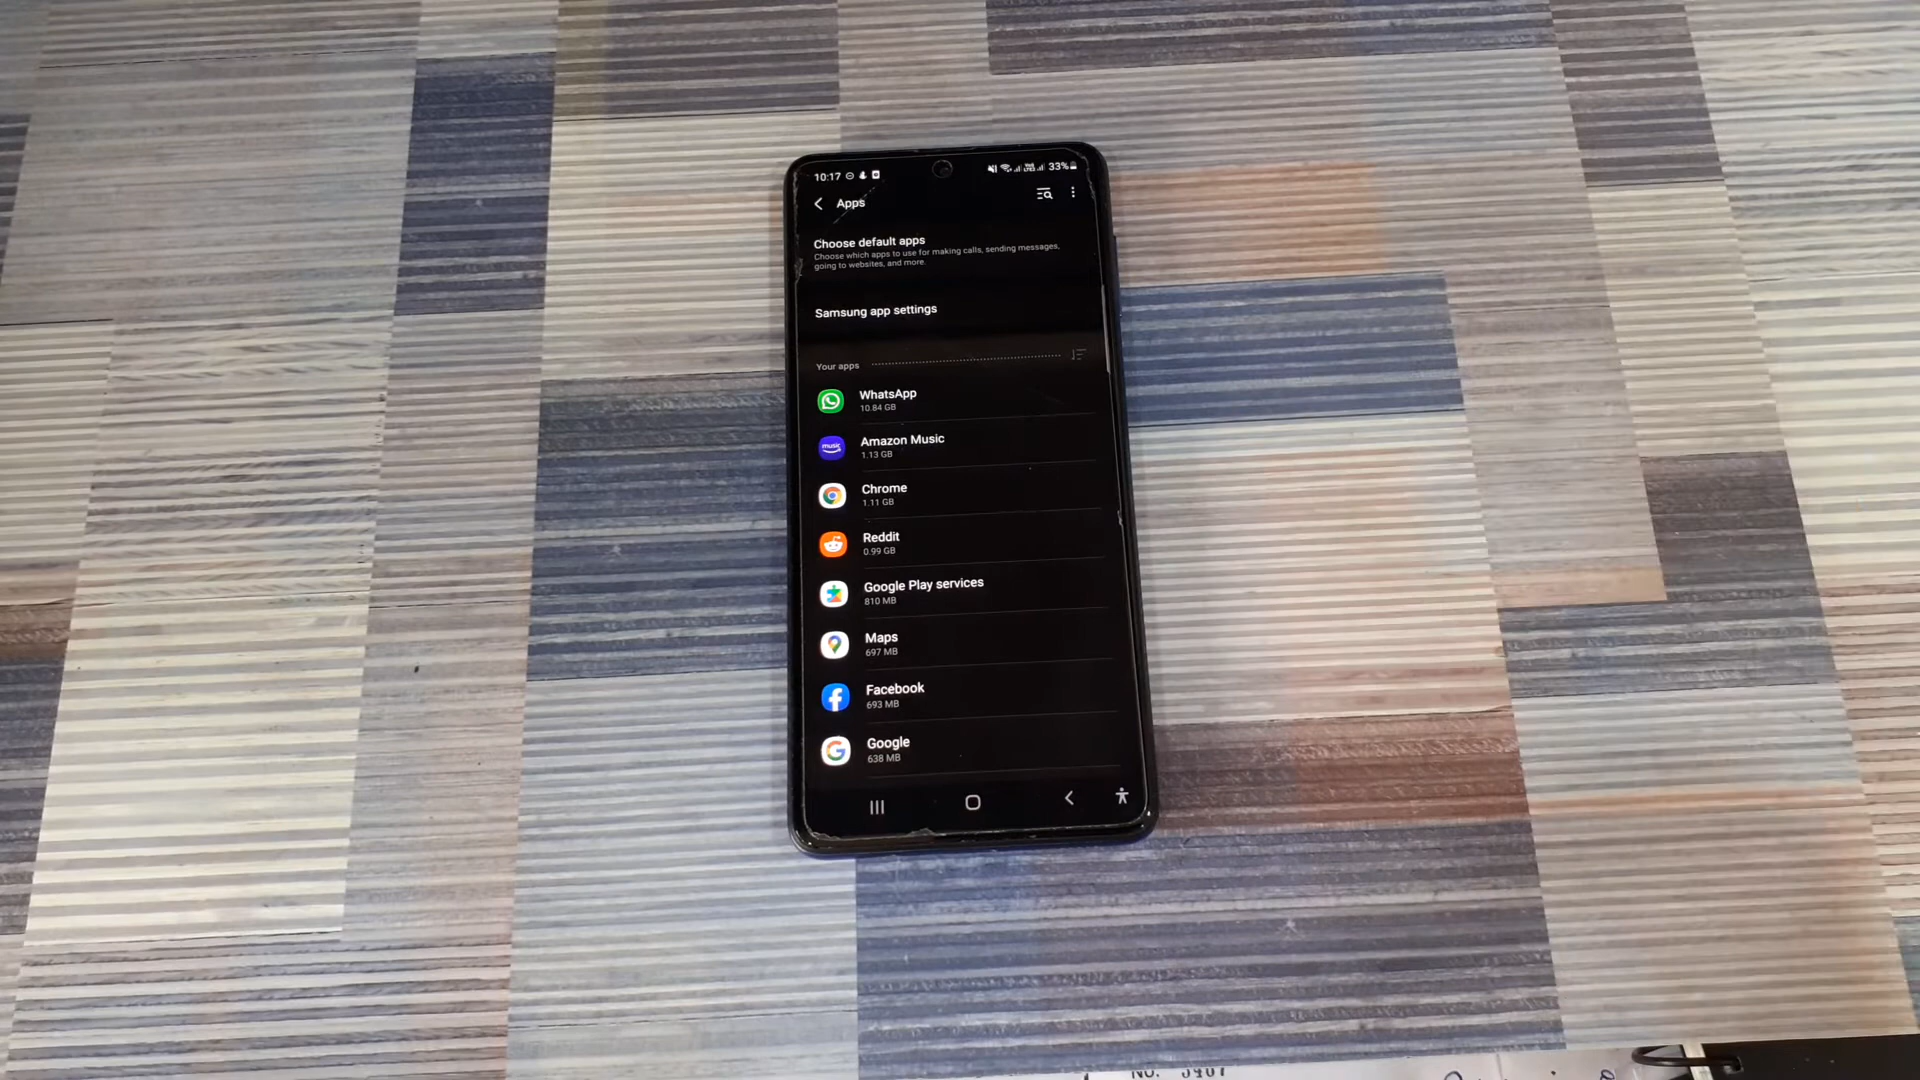 10:17
33%
Apps
Choose default apps
Choose which apps to use for making calls, sending messages,
going to websites, and more.
Samsung app settings
Your apps
WhatsApp
10.84 GB
music
Amazon Music
1.13 GB
Chrome
1.11 GB
Reddit
0.99 GB
Google Play services
810 MB
Maps
697 MB
Facebook
693 MB
Google
638 MB
NO.